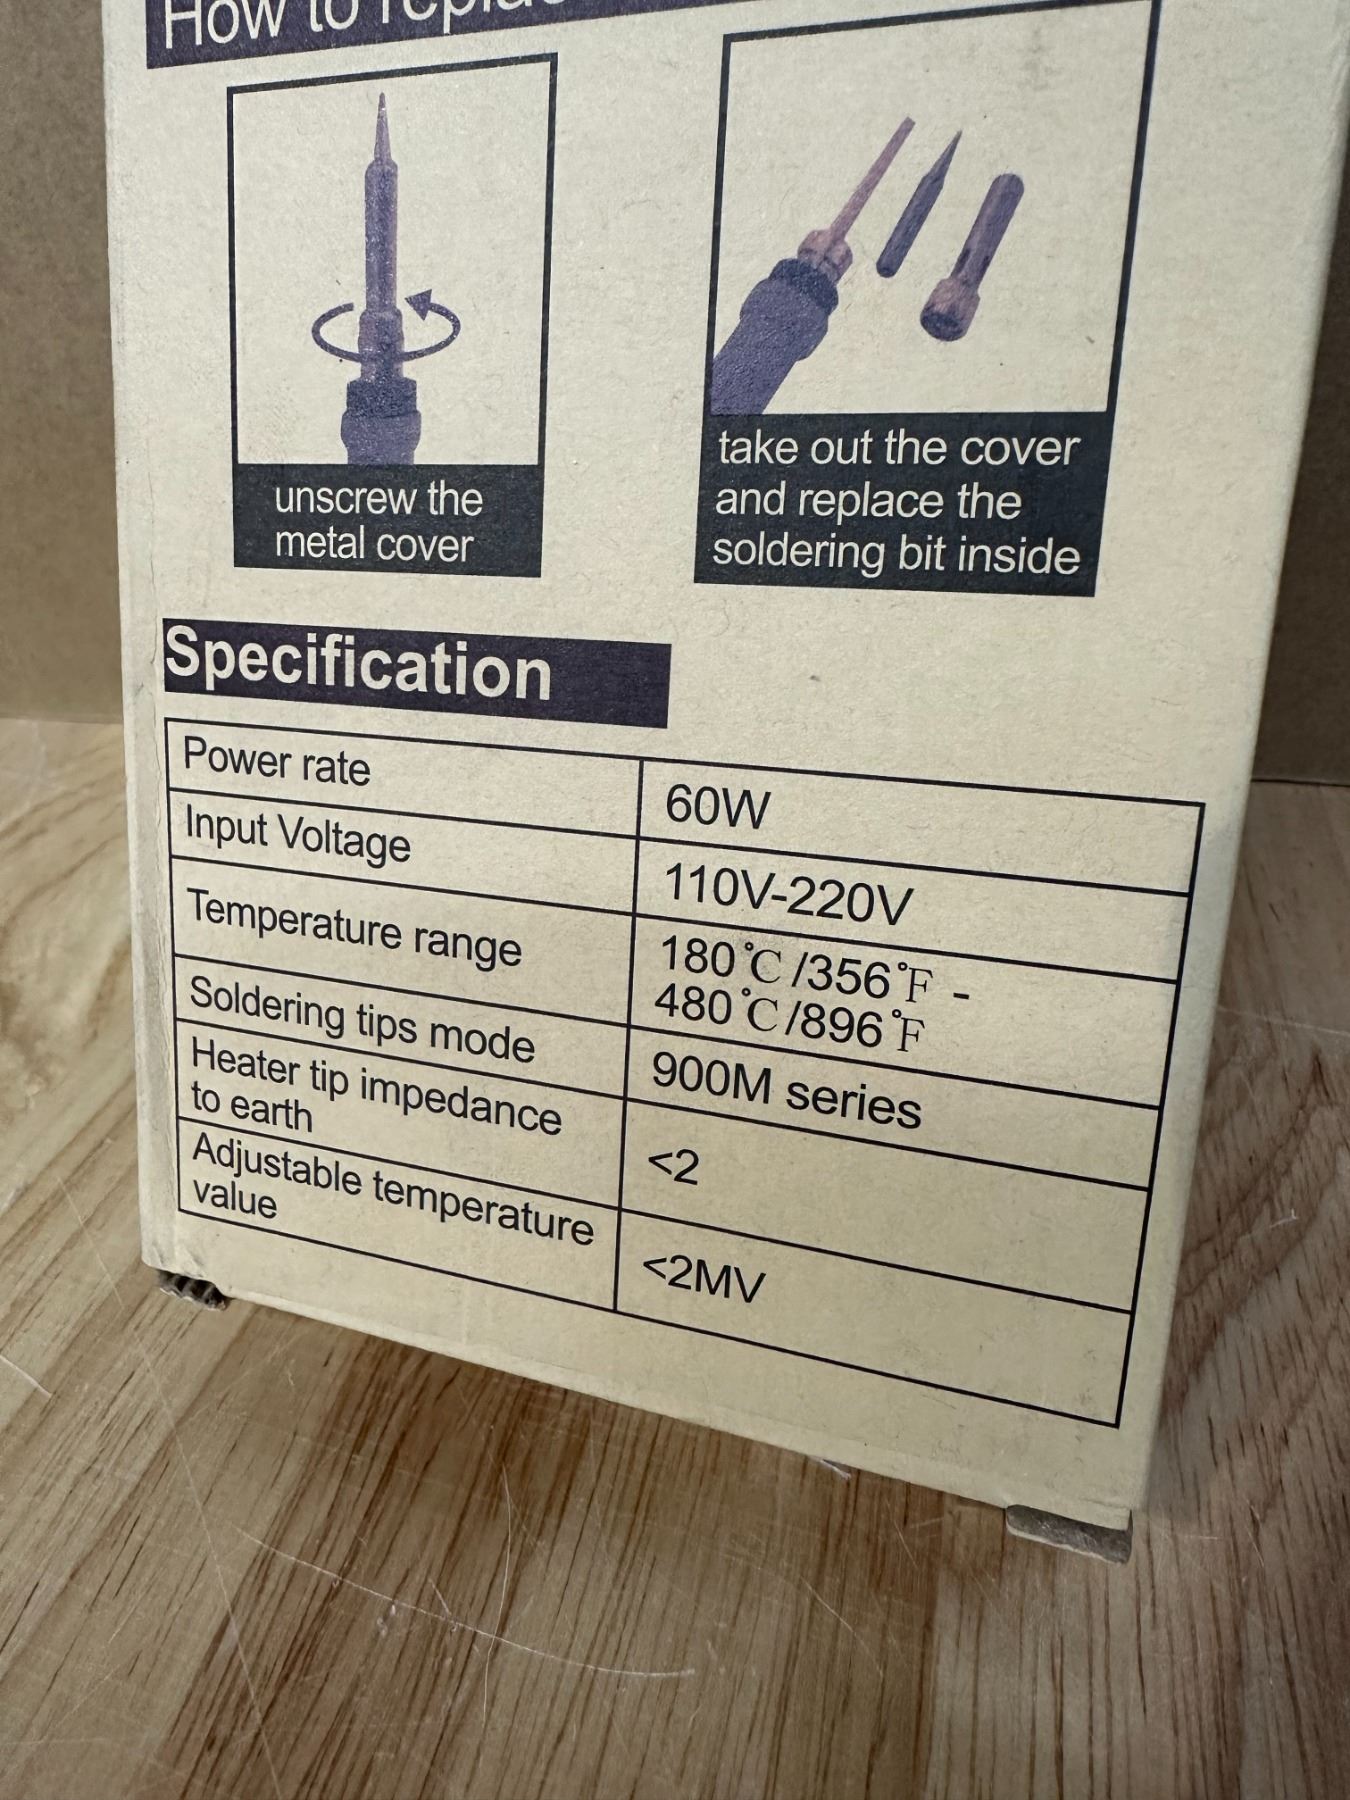 How to
unscrew the
metal cover
take out the cover
and replace the
soldering bit inside
Specification
Power rate
60W
Input Voltage
110V-220V
Temperature range
180℃/356℉ -
480℃/896℉
Soldering tips mode
900M series
Heater tip impedance
to earth
<2
Adjustable temperature
value
<2MV